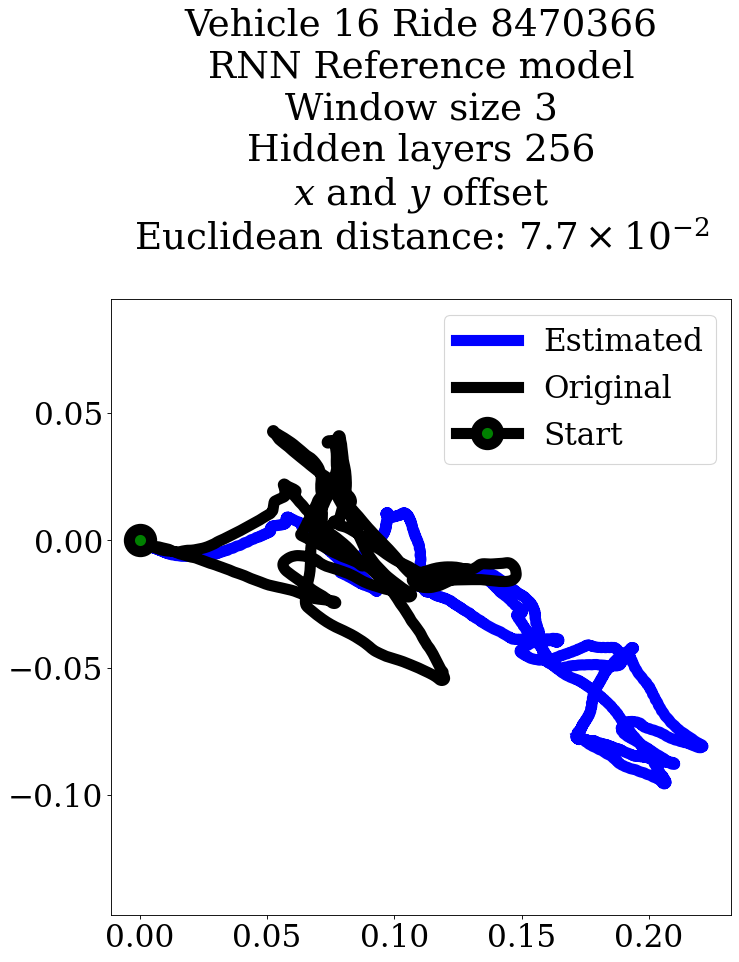 Vehicle 16 Ride 8470366
RNN Reference model
Window size 3
Hidden layers 256
x and y offset
Euclidean distance: 7.7 × 10⁻²
Estimated
Original
Start
0.05
0.00
−0.05
−0.10
0.00 0.05 0.10 0.15 0.20